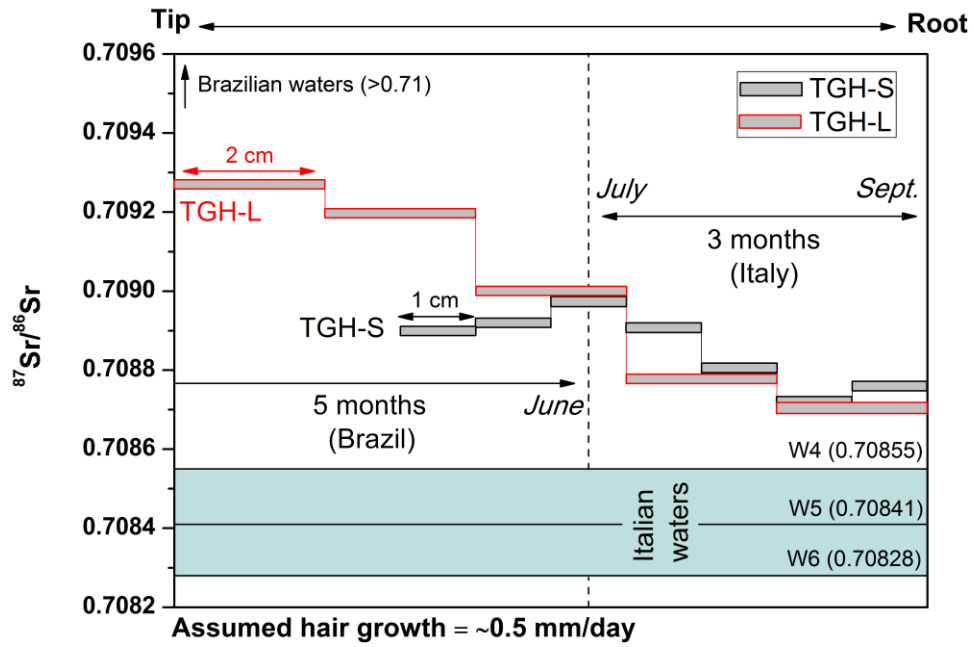 Tip
Root
0.7096
0.7094
0.7092
0.7090
0.7088
0.7086
0.7084
0.7082
⁸⁷Sr/⁸⁶Sr
Brazilian waters (>0.71)
TGH-S
TGH-L
2 cm
TGH-L
July
Sept.
3 months
(Italy)
1 cm
TGH-S
5 months
(Brazil)
June
W4 (0.70855)
W5 (0.70841)
W6 (0.70828)
Italian
waters
Assumed hair growth = ~0.5 mm/day